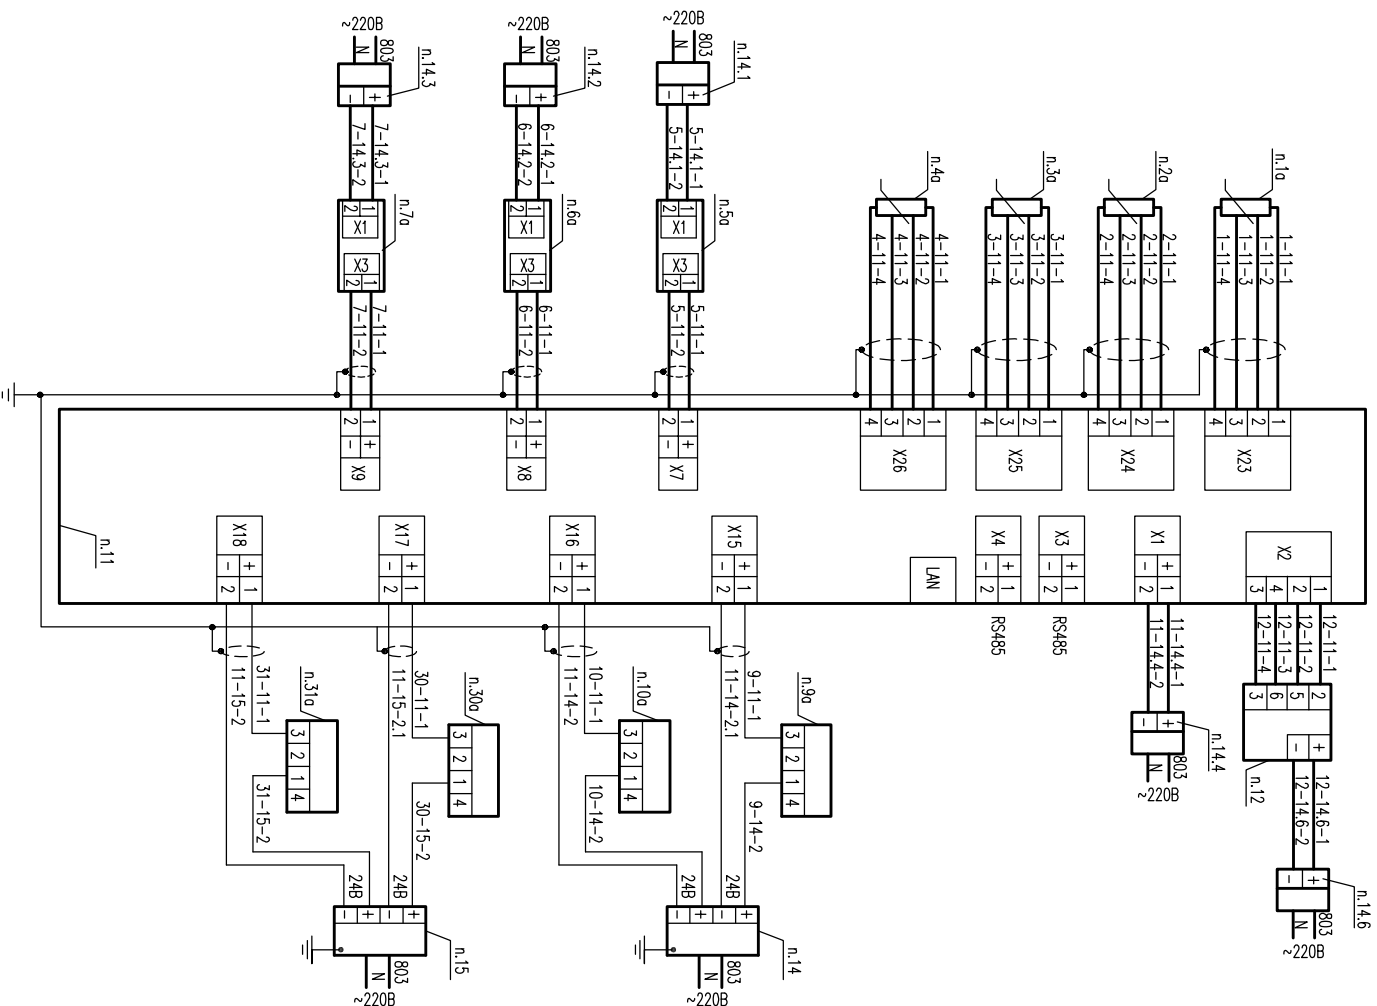 ~220В
N
803
п.14.3
–
+
7–14.3–1
7–14.3–2
2
1
X1
п.7а
X3
2
1
7–11–1
7–11–2
~220В
N
803
п.14.2
–
+
6–14.2–1
6–14.2–2
2
1
X1
п.6а
X3
2
1
6–11–1
6–11–2
~220В
N
803
п.14.1
–
+
5–14.1–1
5–14.1–2
2
1
X1
п.5а
X3
2
1
5–11–1
5–11–2
п.4а
4–11–1
4–11–2
4–11–3
4–11–4
п.3а
3–11–1
3–11–2
3–11–3
3–11–4
п.2а
2–11–1
2–11–2
2–11–3
2–11–4
п.1а
1–11–1
1–11–2
1–11–3
1–11–4
2
1
–
+
X9
2
1
–
+
X8
2
1
–
+
X7
4
3
2
1
X26
4
3
2
1
X25
4
3
2
1
X24
4
3
2
1
X23
п.11
X18
–
+
2
1
X17
–
+
2
1
X16
–
+
2
1
X15
–
+
2
1
LAN
X4
–
+
2
1
RS485
X3
–
+
2
1
RS485
X1
–
+
2
1
X2
3
4
2
1
31–11–1
11–15–2
п.31а
3
2
1
4
31–15–2
30–11–1
11–15–2.1
п.30а
3
2
1
4
30–15–2
24В
24В
–
+
–
+
п.15
803
N
~220В
10–11–1
11–14–2
п.10а
3
2
1
4
10–14–2
9–11–1
11–14–2.1
п.9а
3
2
1
4
9–14–2
24В
24В
–
+
–
+
п.14
803
N
~220В
11–14.4–1
11–14.4–2
–
+
п.14.4
803
N
~220В
12–11–1
12–11–2
12–11–3
12–11–4
3
6
5
2
–
+
п.12
12–14.6–1
12–14.6–2
–
+
п.14.6
803
N
~220В